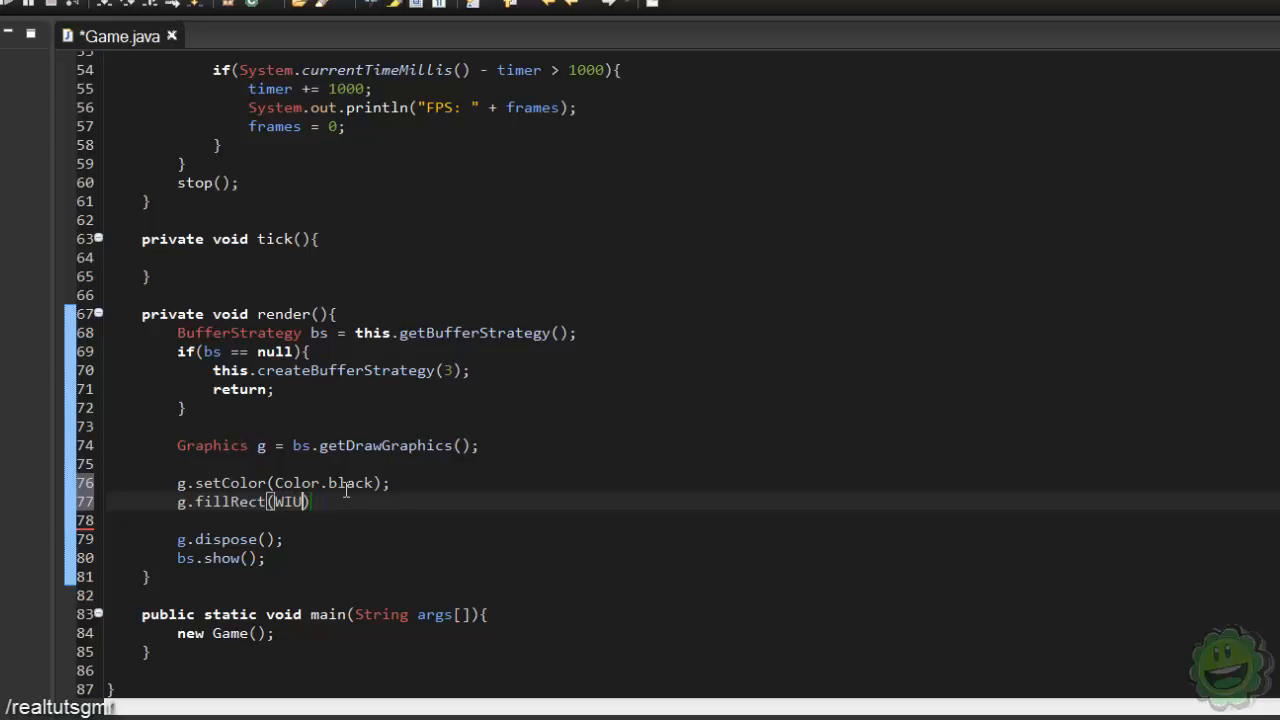 *Game.java
53
54 if(System.currentTimeMillis() - timer > 1000){
55 timer += 1000;
56 System.out.println("FPS: " + frames);
57 frames = 0;
58 }
59 }
60 stop();
61 }
62
63 private void tick(){
64
65 }
66
67 private void render(){
68 BufferStrategy bs = this.getBufferStrategy();
69 if(bs == null){
70 this.createBufferStrategy(3);
71 return;
72 }
73
74 Graphics g = bs.getDrawGraphics();
75
76 g.setColor(Color.black);
77 g.fillRect(WIU)
78
79 g.dispose();
80 bs.show();
81 }
82
83 public static void main(String args[]){
84 new Game();
85 }
86
87 }
/realtutsgm